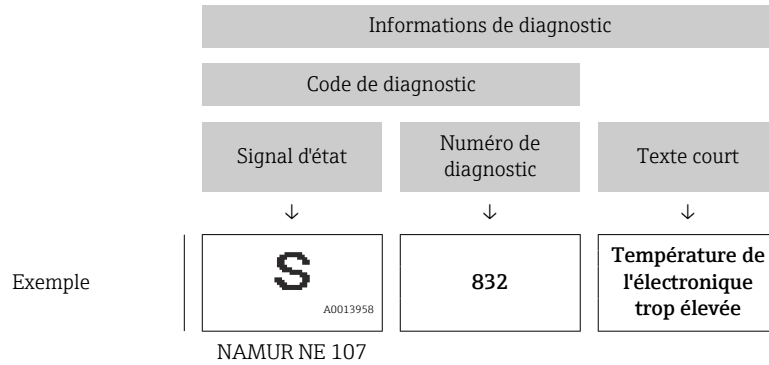 Informations de diagnostic
Code de diagnostic
Signal d'état
Numéro de
diagnostic
Texte court
↓ ↓ ↓
Exemple
S
A0013958
832
Température de
l'électronique
trop élevée
NAMUR NE 107